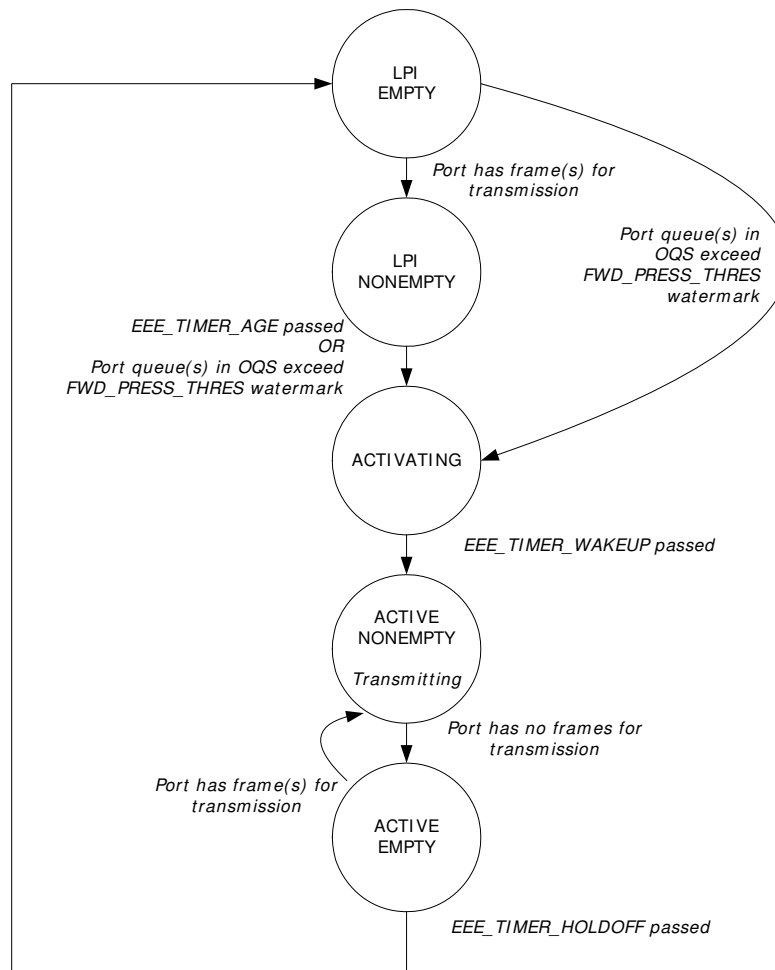 LPI
EMPTY
Port has frame(s) for
transmission
Port queue(s) in
OQS exceed
FWD_PRESS_THRES
watermark
LPI
NONEMPTY
EEE_TIMER_AGE passed
OR
Port queue(s) in OQS exceed
FWD_PRESS_THRES watermark
ACTIVATING
EEE_TIMER_WAKEUP passed
ACTIVE
NONEMPTY
Transmitting
Port has no frames for
transmission
Port has frame(s) for
transmission
ACTIVE
EMPTY
EEE_TIMER_HOLDOFF passed